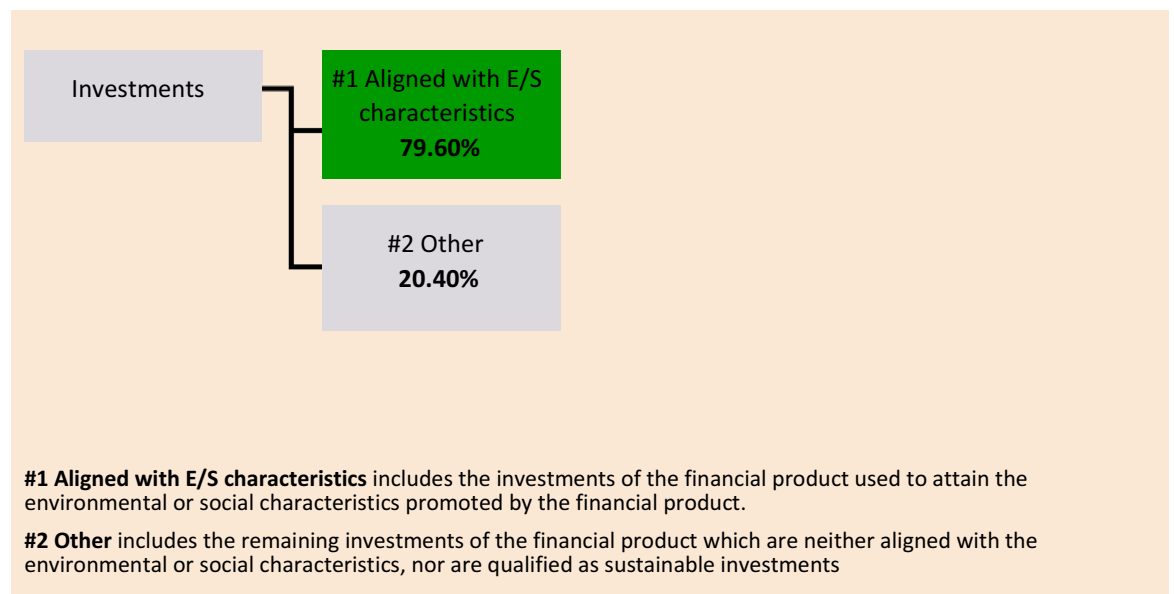 Investments
#1 Aligned with E/S
characteristics
79.60%
#2 Other
20.40%
#1 Aligned with E/S characteristics includes the investments of the financial product used to attain the
environmental or social characteristics promoted by the financial product.
#2 Other includes the remaining investments of the financial product which are neither aligned with the
environmental or social characteristics, nor are qualified as sustainable investments